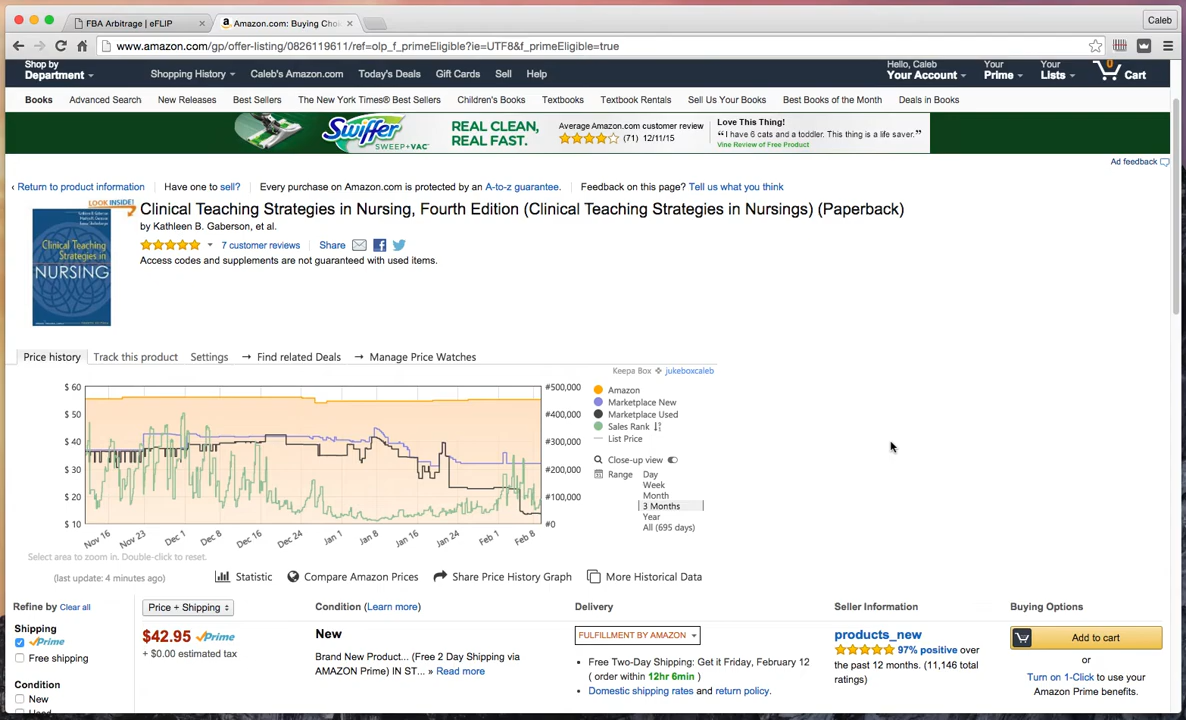 FBA Arbitrage | eFLIP
Amazon.com: Buying Choi
Caleb
www.amazon.com/gp/offer-listing/0826119611/ref=olp_f_primeEligible?ie=UTF8&f_primeEligible=true
Shop by
Department
Shopping History
Caleb's Amazon.com
Today's Deals
Gift Cards
Sell
Help
Hello, Caleb
Your Account
Your
Prime
Your
Lists
0
Cart
Books
Advanced Search
New Releases
Best Sellers
The New York Times® Best Sellers
Children's Books
Textbooks
Textbook Rentals
Sell Us Your Books
Best Books of the Month
Deals in Books
Swiffer
SWEEP+VAC
REAL CLEAN,
REAL FAST.
Average Amazon.com customer review
(71) 12/11/15
Love This Thing!
“I have 6 cats and a toddler. This thing is a life saver.”
Vine Review of Free Product
Ad feedback
‹ Return to product information
Have one to sell?
Every purchase on Amazon.com is protected by an A-to-z guarantee.
Feedback on this page? Tell us what you think
LOOK INSIDE!
Clinical Teaching
Strategies in
NURSING
Clinical Teaching Strategies in Nursing, Fourth Edition (Clinical Teaching Strategies in Nursings) (Paperback)
by Kathleen B. Gaberson, et al.
7 customer reviews
Share
Access codes and supplements are not guaranteed with used items.
Price history
Track this product
Settings
→ Find related Deals
→ Manage Price Watches
Keepa Box
jukeboxcaleb
$ 60
$ 50
$ 40
$ 30
$ 20
$ 10
#500,000
#400,000
#300,000
#200,000
#100,000
#0
Nov 16
Nov 23
Dec 1
Dec 8
Dec 16
Dec 24
Jan 1
Jan 8
Jan 16
Jan 24
Feb 1
Feb 8
Amazon
Marketplace New
Marketplace Used
Sales Rank
List Price
Close-up view
Range
Day
Week
Month
3 Months
Year
All (695 days)
Select area to zoom in. Double-click to reset.
(last update: 4 minutes ago)
Statistic
Compare Amazon Prices
Share Price History Graph
More Historical Data
Refine by Clear all
Shipping
Prime
Free shipping
Condition
New
Used
Price + Shipping
Condition (Learn more)
Delivery
Seller Information
Buying Options
$42.95 Prime
+ $0.00 estimated tax
New
Brand New Product... (Free 2 Day Shipping via
AMAZON Prime) IN ST... » Read more
FULFILLMENT BY AMAZON
• Free Two-Day Shipping: Get it Friday, February 12
( order within 12hr 6min )
• Domestic shipping rates and return policy.
products_new
97% positive over
the past 12 months. (11,146 total
ratings)
Add to cart
or
Turn on 1-Click to use your
Amazon Prime benefits.